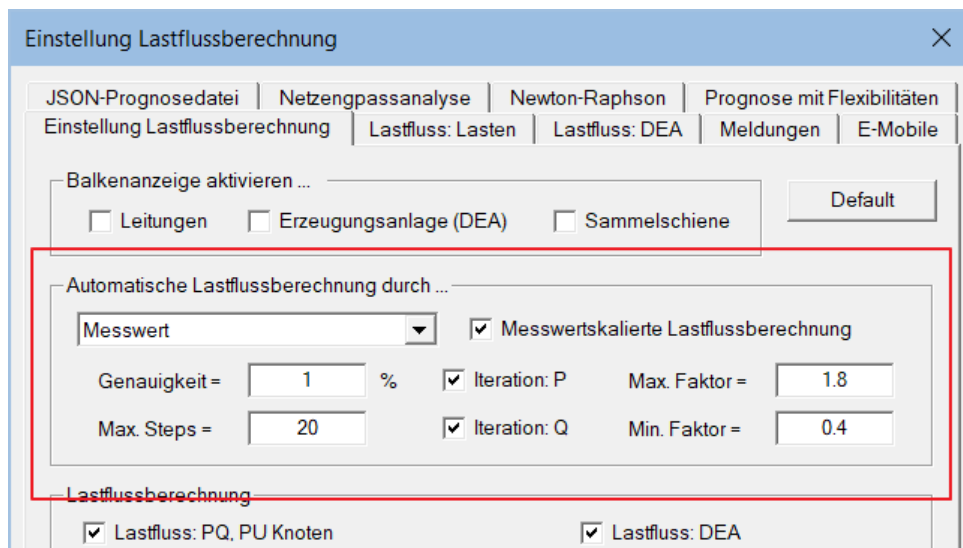 Einstellung Lastflussberechnung
JSON-Prognosedatei Netzengpassanalyse Newton-Raphson Prognose mit Flexibilitäten
Einstellung Lastflussberechnung Lastfluss: Lasten Lastfluss: DEA Meldungen E-Mobile
Balkenanzeige aktivieren ...
Leitungen Erzeugungsanlage (DEA) Sammelschiene Default
Automatische Lastflussberechnung durch ...
Messwert Messwertskalierte Lastflussberechnung
Genauigkeit = 1 % Iteration: P Max. Faktor = 1.8
Max. Steps = 20 Iteration: Q Min. Faktor = 0.4
Lastflussberechnung
Lastfluss: PQ, PU Knoten Lastfluss: DEA